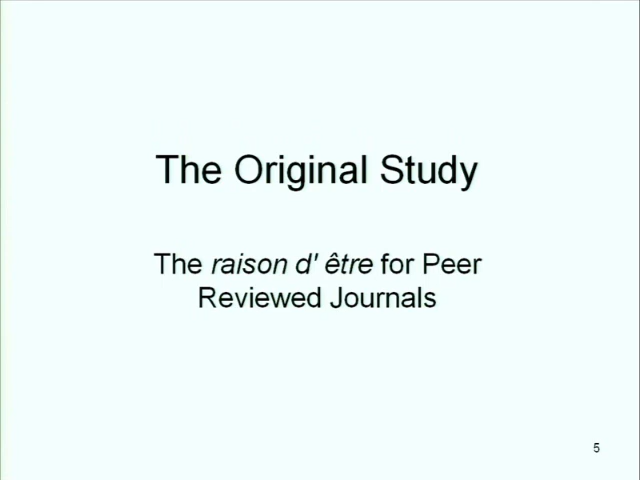 The Original Study
The raison d' être for Peer
Reviewed Journals
5